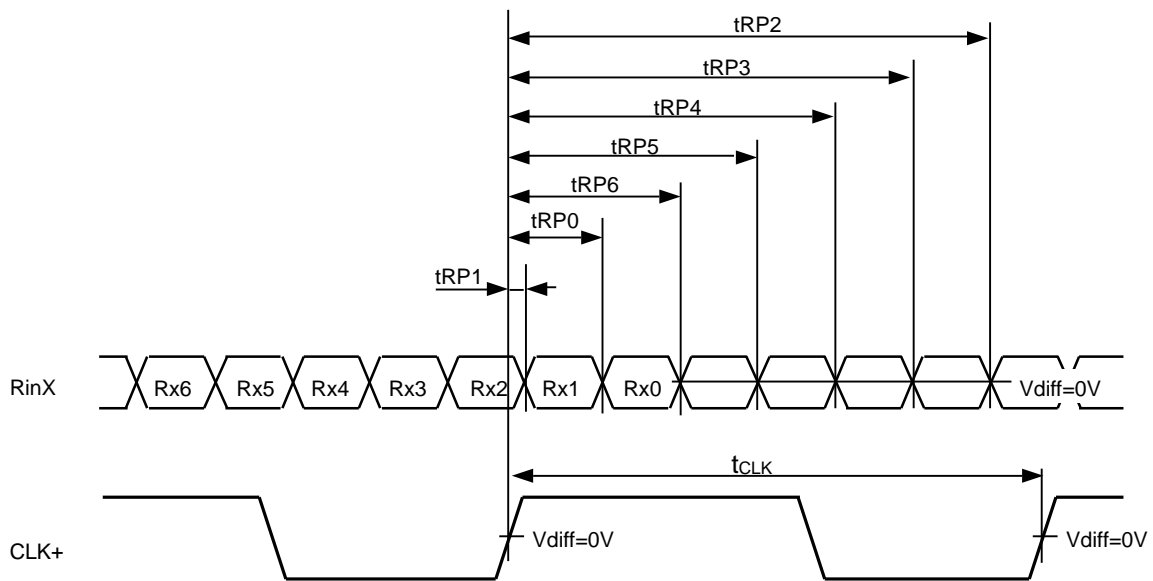 tRP2
tRP3
tRP4
tRP5
tRP6
tRP0
tRP1
RinX Rx6 Rx5 Rx4 Rx3 Rx2 Rx1 Rx0 Vdiff=0V
tCLK
CLK+ Vdiff=0V Vdiff=0V